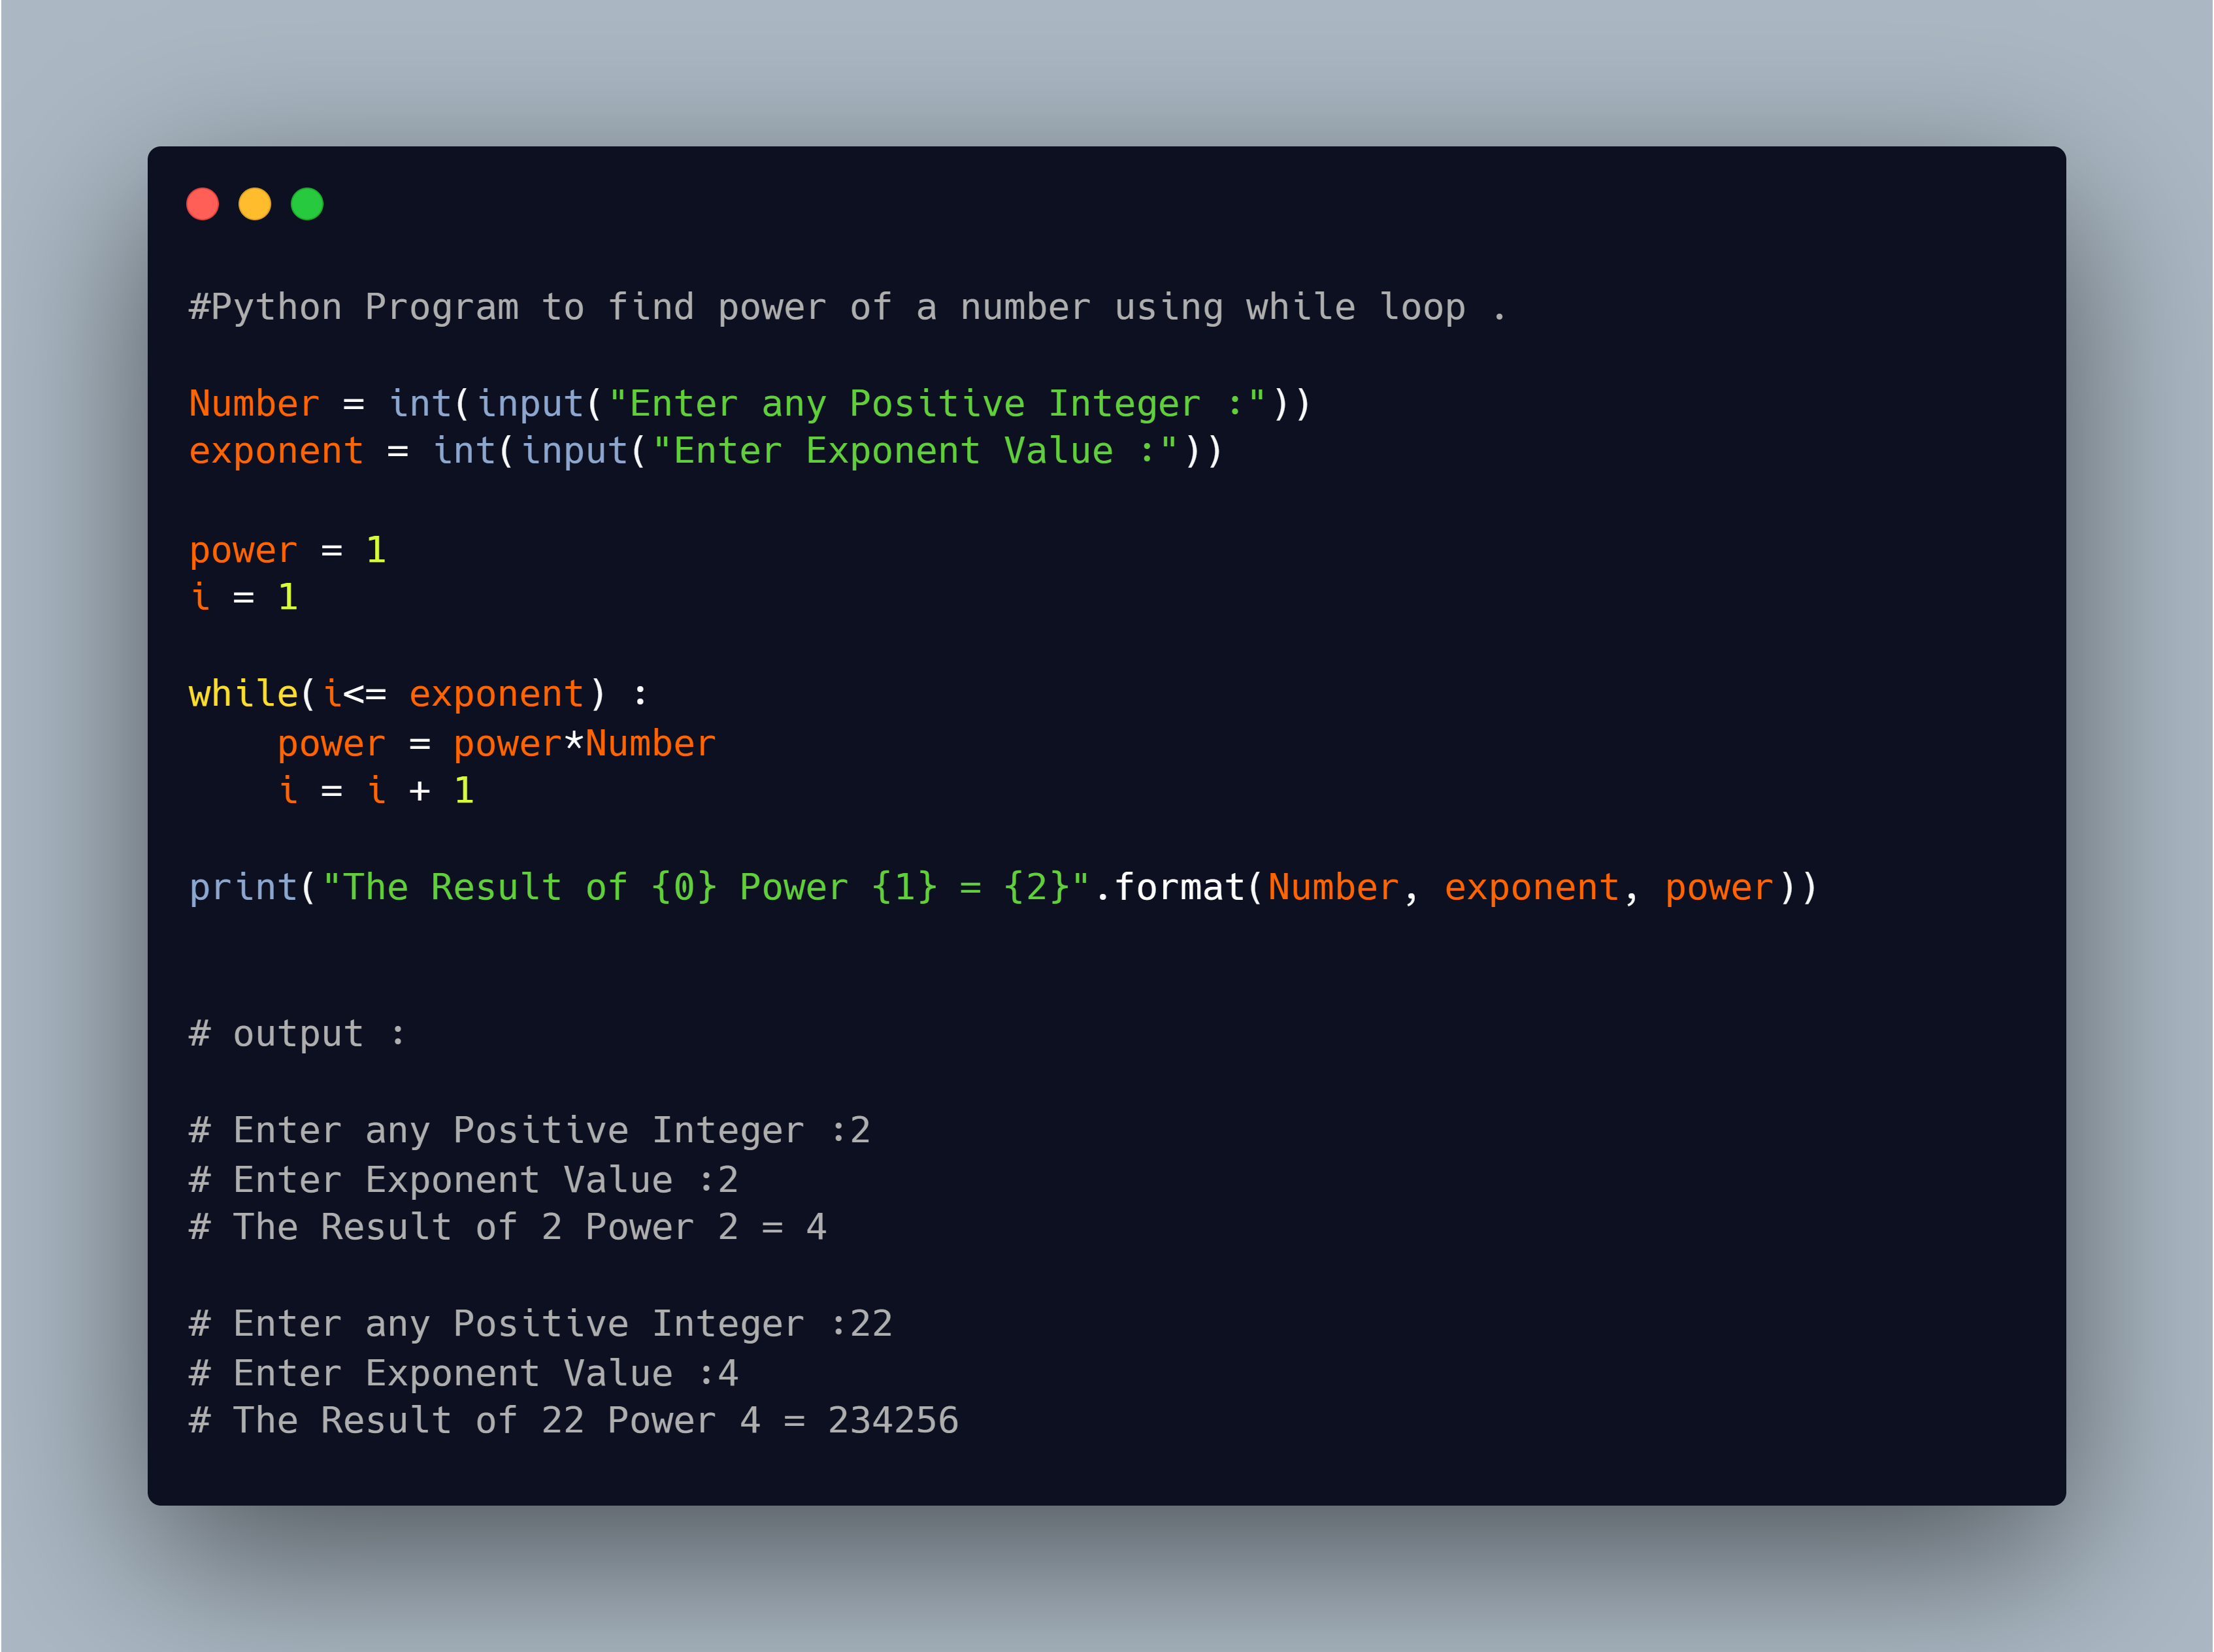 #Python Program to find power of a number using while loop .
Number = int(input("Enter any Positive Integer :"))
exponent = int(input("Enter Exponent Value :"))
power = 1
i = 1
while(i<= exponent) :
    power = power*Number
    i = i + 1
print("The Result of {0} Power {1} = {2}".format(Number, exponent, power))
# output :
# Enter any Positive Integer :2
# Enter Exponent Value :2
# The Result of 2 Power 2 = 4
# Enter any Positive Integer :22
# Enter Exponent Value :4
# The Result of 22 Power 4 = 234256